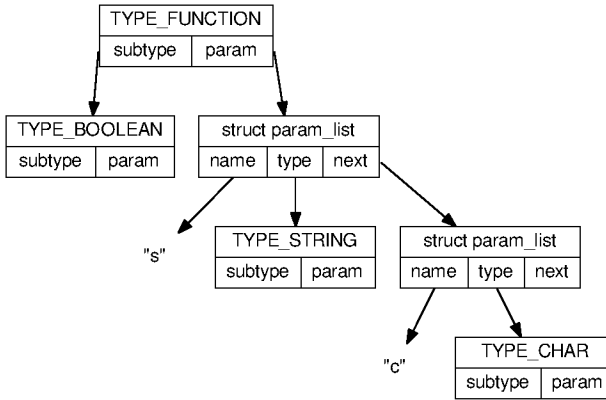 TYPE_FUNCTION
subtype param
TYPE_BOOLEAN
subtype param
struct param_list
name type next
"s"
TYPE_STRING
subtype param
struct param_list
name type next
"c"
TYPE_CHAR
subtype param